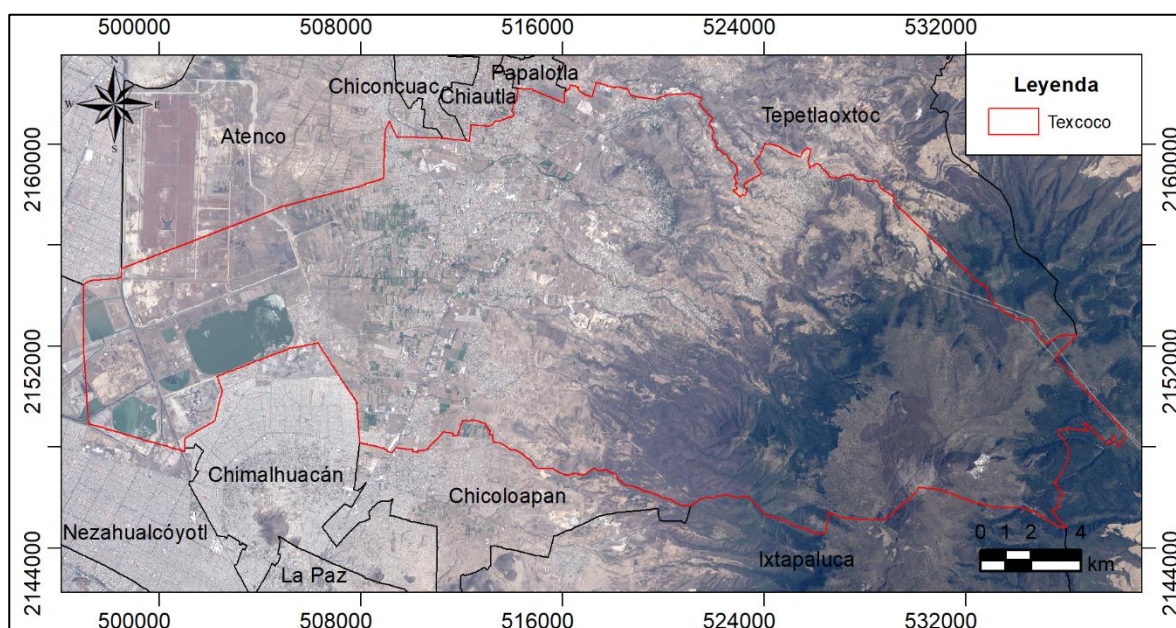 500000 508000 516000 524000 532000
N
W E
S
Chiconcuac
Papalotla
Chiautla
Atenco
Tepetlaoxtoc
Leyenda
Texcoco
2160000
2160000
2152000
2152000
Chimalhuacán
Chicoloapan
Nezahualcóyotl
Ixtapaluca
La Paz
0 1 2 4
km
2144000
2144000
500000 508000 516000 524000 532000